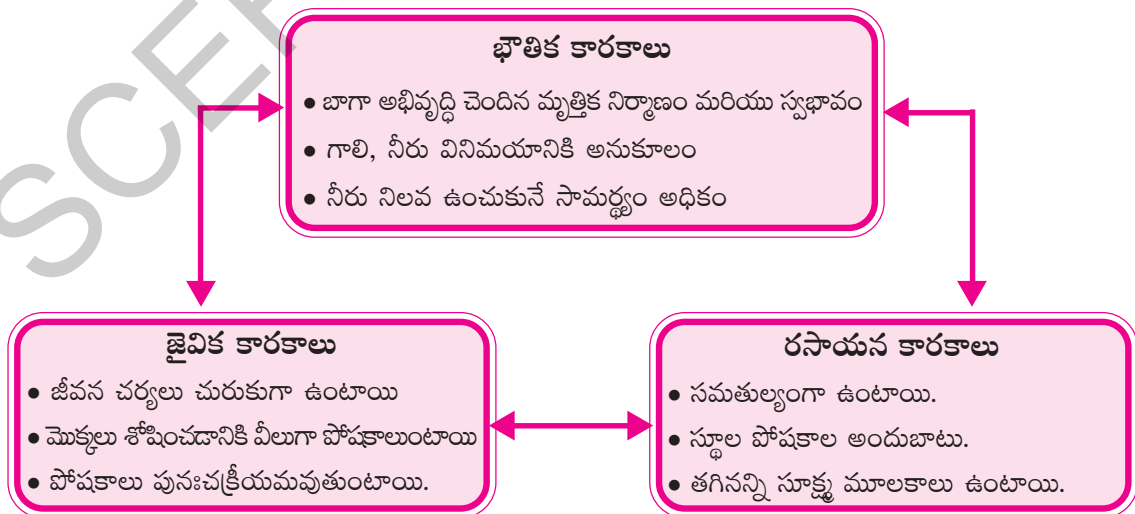 SCER
భౌతిక కారకాలు
• బాగా అభివృద్ధి చెందిన మృత్తిక నిర్మాణం మరియు స్వభావం
• గాలి, నీరు వినిమయానికి అనుకూలం
• నీరు నిలవ ఉంచుకునే సామర్థ్యం అధికం
జైవిక కారకాలు
• జీవన చర్యలు చురుకుగా ఉంటాయి
• మొక్కలు శోషించడానికి వీలుగా పోషకాలుంటాయి
• పోషకాలు పునఃచక్రీయమవుతుంటాయి.
రసాయన కారకాలు
• సమతుల్యంగా ఉంటాయి.
• స్థూల పోషకాల అందుబాటు.
• తగినన్ని సూక్ష్మ మూలకాలు ఉంటాయి.